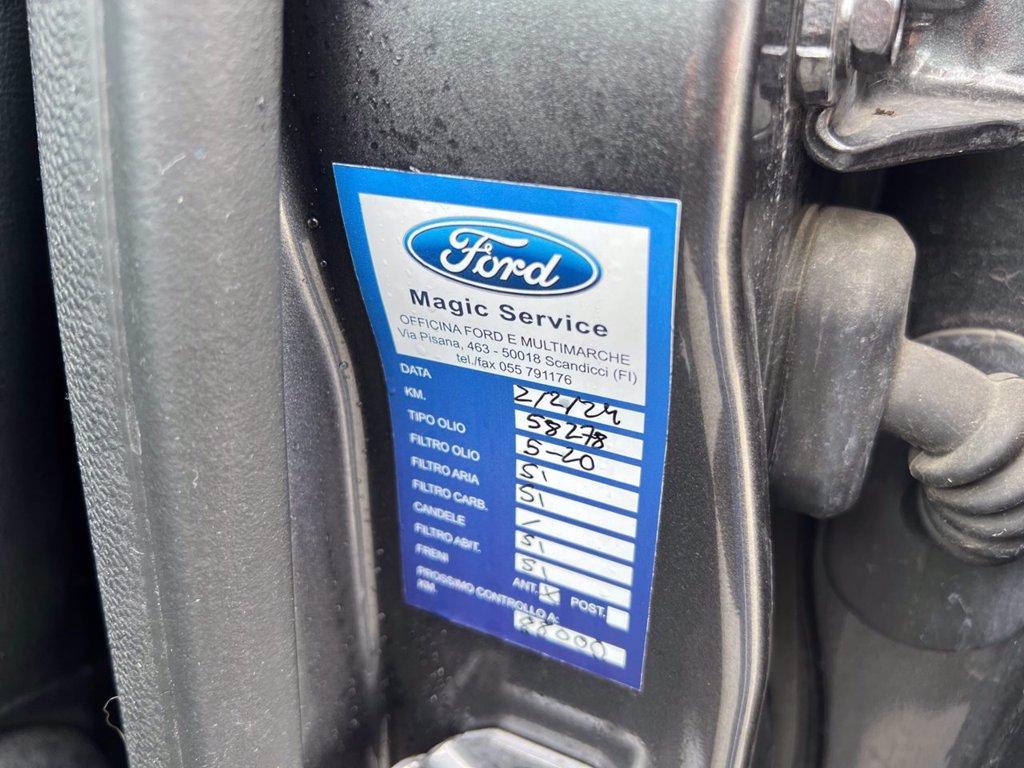 Ford
Magic Service
OFFICINA FORD E MULTIMARCHE
Via Pisana, 463 - 50018 Scandicci (FI)
tel./fax 055 791176
DATA 2/2/24
KM. 58278
TIPO OLIO 5-20
FILTRO OLIO SI
FILTRO ARIA SI
FILTRO CARB. /
CANDELE SI
FILTRO ABIT. SI
FRENI ANT. X POST.
PROSSIMO CONTROLLO A:
KM.